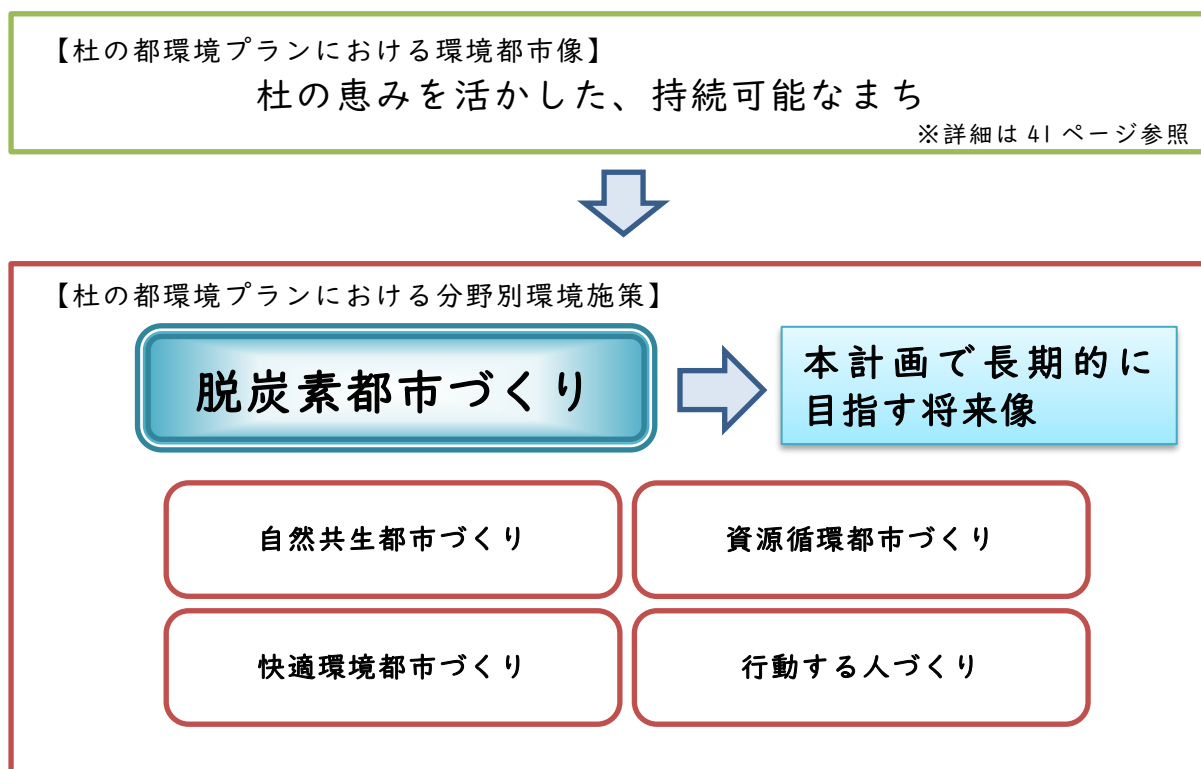 【杜の都環境プランにおける環境都市像】
杜の恵みを活かした、持続可能なまち
※詳細は 41 ページ参照
【杜の都環境プランにおける分野別環境施策】
脱炭素都市づくり
本計画で長期的に
目指す将来像
自然共生都市づくり
資源循環都市づくり
快適環境都市づくり
行動する人づくり